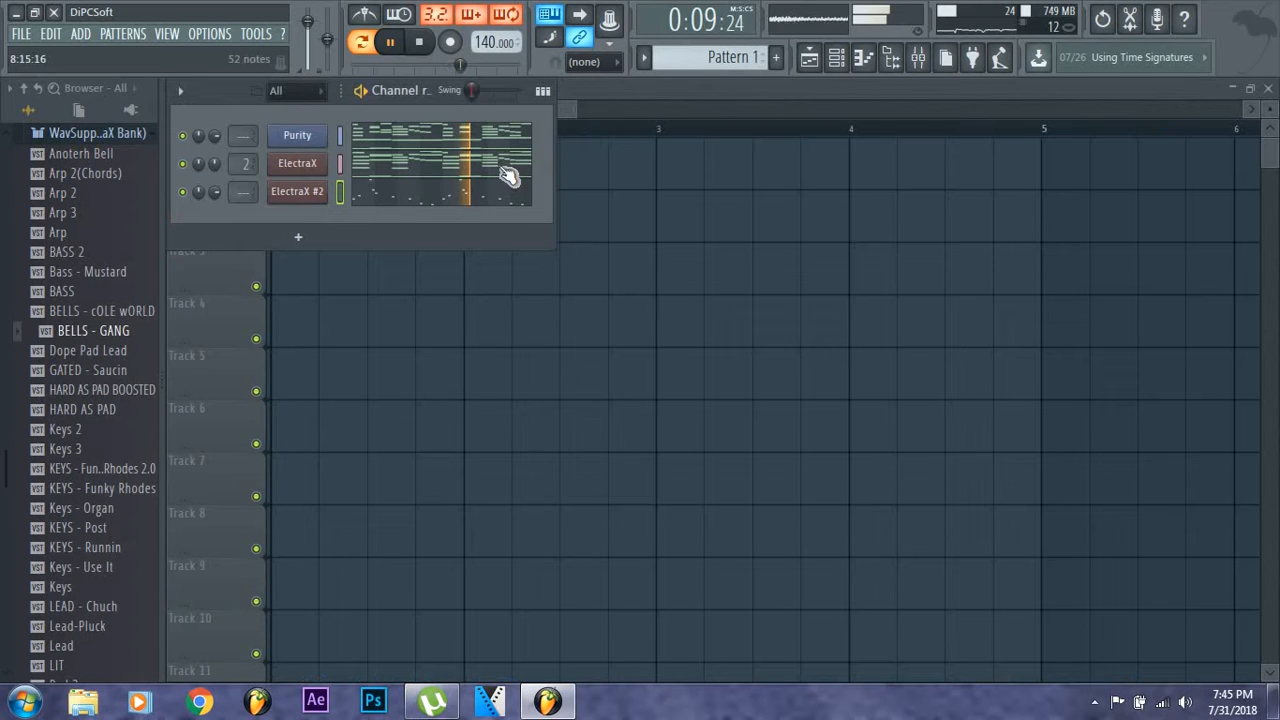 DiPCSoft
FILE EDIT ADD PATTERNS VIEW OPTIONS TOOLS ?
8:15:16 52 notes
3.2.
140.000
0:09:24
M:S:CS
(none)
Pattern 1
24
749 MB
12
07/26 Using Time Signatures
Browser - All
WavSupp..aX Bank)
Anoterh Bell
Arp 2(Chords)
Arp 2
Arp 3
Arp
BASS 2
Bass - Mustard
BASS
BELLS - cOLE wORLD
BELLS - GANG
Dope Pad Lead
GATED - Saucin
HARD AS PAD BOOSTED
HARD AS PAD
Keys 2
Keys 3
KEYS - Fun..Rhodes 2.0
KEYS - Funky Rhodes
Keys - Organ
Keys - Post
KEYS - Runnin
Keys - Use It
Keys
LEAD - Chuch
Lead-Pluck
Lead
LIT
All
Channel r..
Swing
Purity
2 ElectraX
ElectraX #2
+
3 4 5 6
Track 4
Track 5
Track 6
Track 7
Track 8
Track 9
Track 10
Track 11
Ae
Ps
7:45 PM
7/31/2018